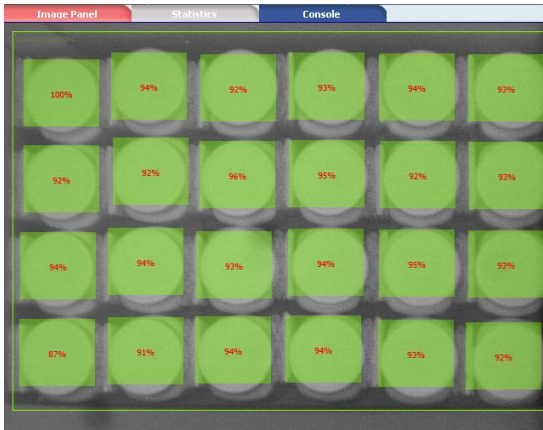 Image Panel Statistics Console
100% 94% 92% 93% 94% 93%
92% 92% 96% 95% 92% 93%
94% 94% 93% 94% 95% 93%
87% 91% 94% 94% 93% 92%